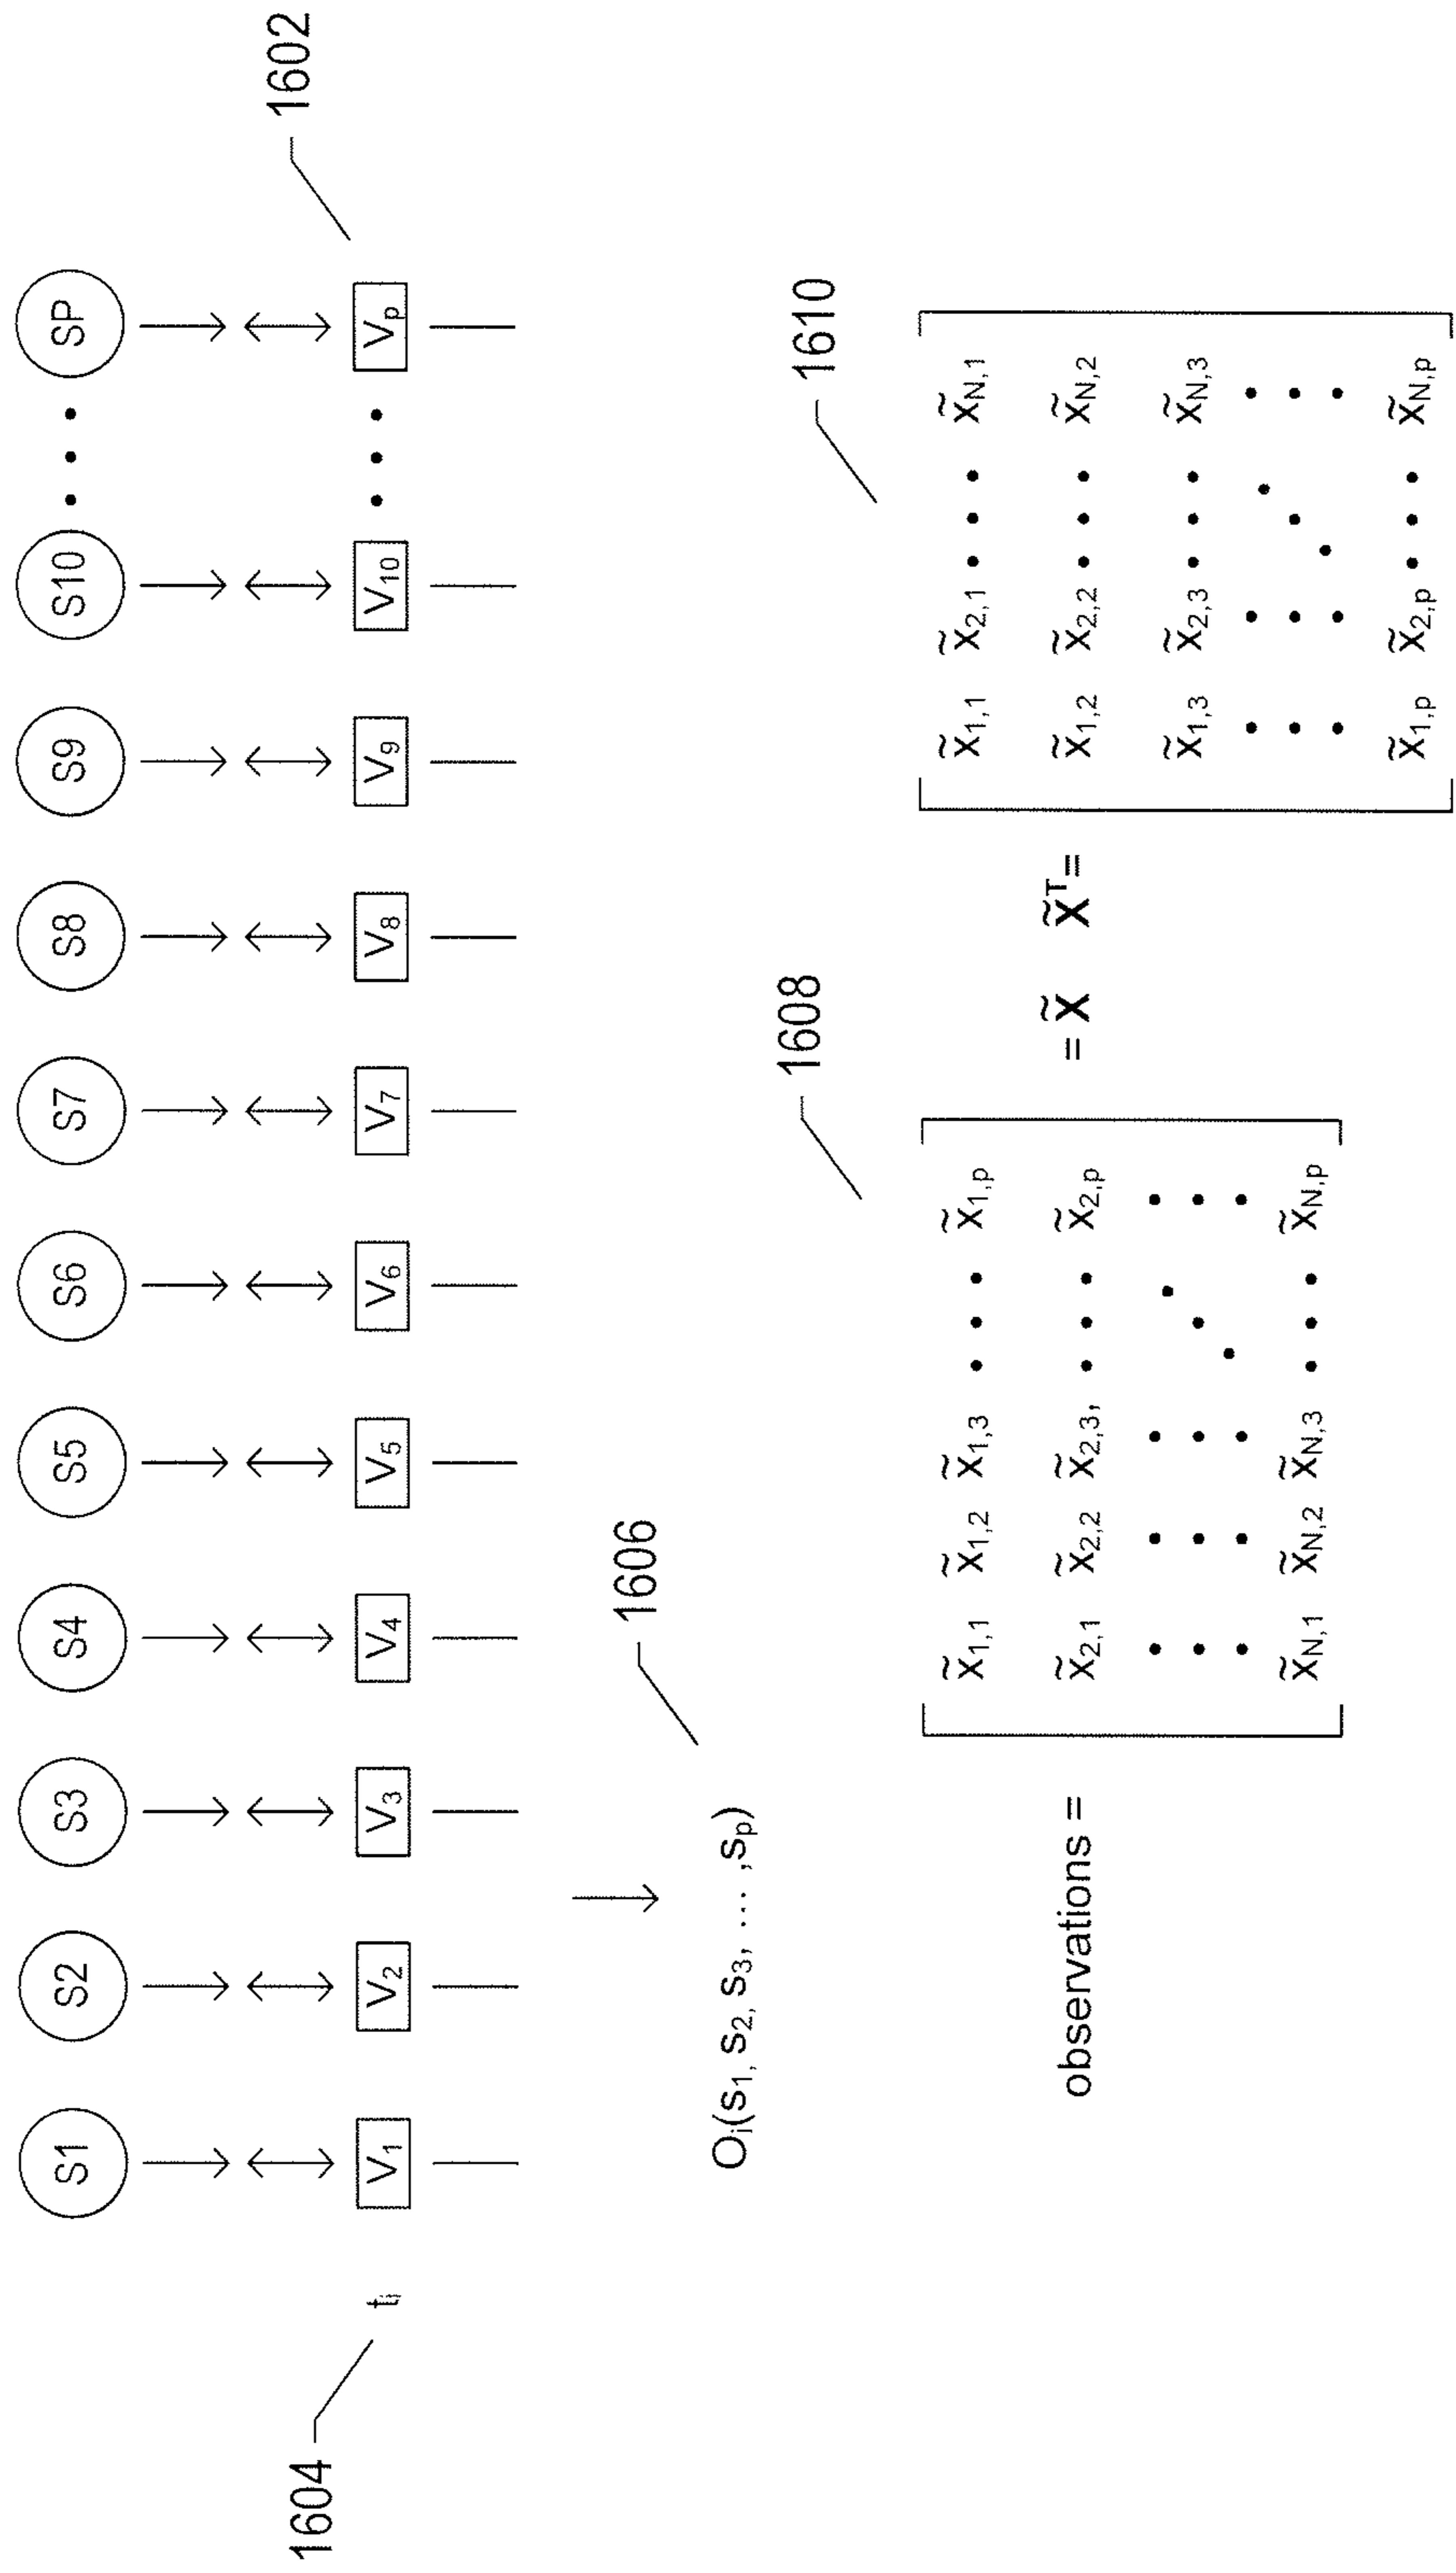 S1 S2 S3 S4 S5 S6 S7 S8 S9 S10 • • • SP
1602
1604
tᵢ V₁ V₂ V₃ V₄ V₅ V₆ V₇ V₈ V₉ V₁₀ • • • Vₚ
1606
Oᵢ(s₁, s₂, s₃, … ,sₚ)
1608
1610
x̃1,1 x̃1,2 x̃1,3 • • • x̃1,p
observations = x̃2,1 x̃2,2 x̃2,3, • • • x̃2,p = X̃
x̃N,1 x̃N,2 x̃N,3 • • • x̃N,p
x̃1,1 x̃2,1 • • • x̃N,1
X̃ᵀ= x̃1,2 x̃2,2 • • • x̃N,2
x̃1,3 x̃2,3 • • • x̃N,3
x̃1,p x̃2,p • • • x̃N,p